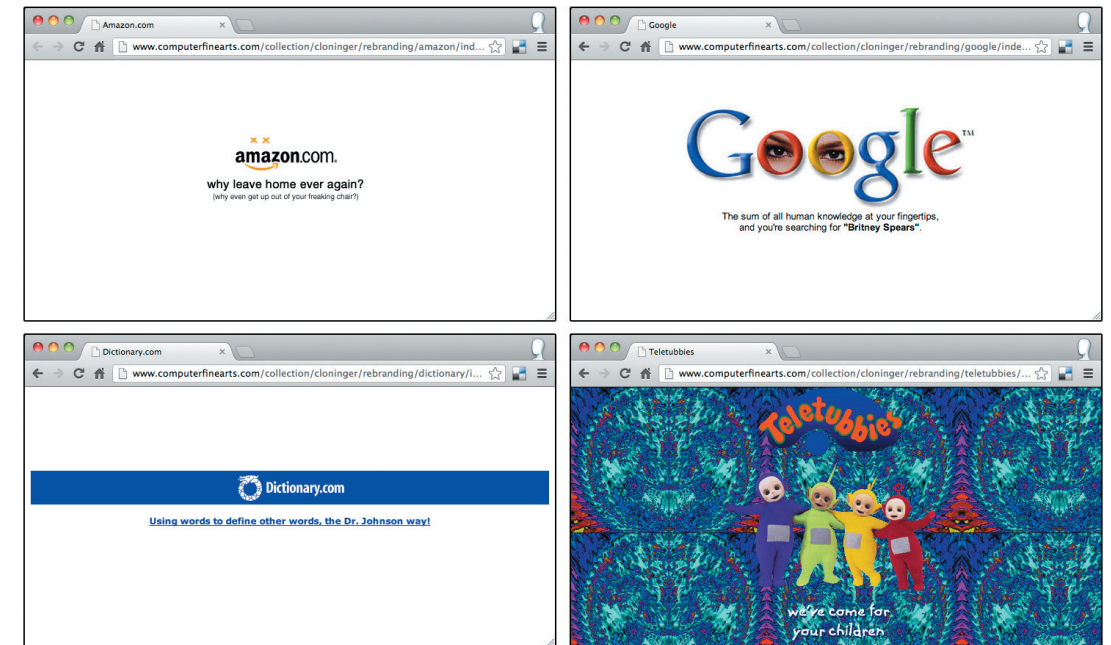 Amazon.com
www.computerfinearts.com/collection/cloninger/rebranding/amazon/ind...
amazon.com.
why leave home ever again?
(why even get up out of your freaking chair?)
Google
www.computerfinearts.com/collection/cloninger/rebranding/google/inde...
Google™
The sum of all human knowledge at your fingertips,
and you're searching for "Britney Spears".
Dictionary.com
www.computerfinearts.com/collection/cloninger/rebranding/dictionary/i...
Dictionary.com
Using words to define other words, the Dr. Johnson way!
Teletubbies
www.computerfinearts.com/collection/cloninger/rebranding/teletubbies/...
Teletubbies
we've come for
your children